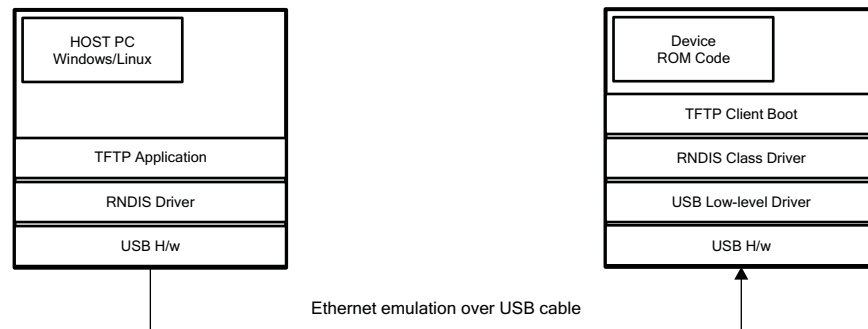 HOST PC
Windows/Linux
TFTP Application
RNDIS Driver
USB H/w
Device
ROM Code
TFTP Client Boot
RNDIS Class Driver
USB Low-level Driver
USB H/w
Ethernet emulation over USB cable